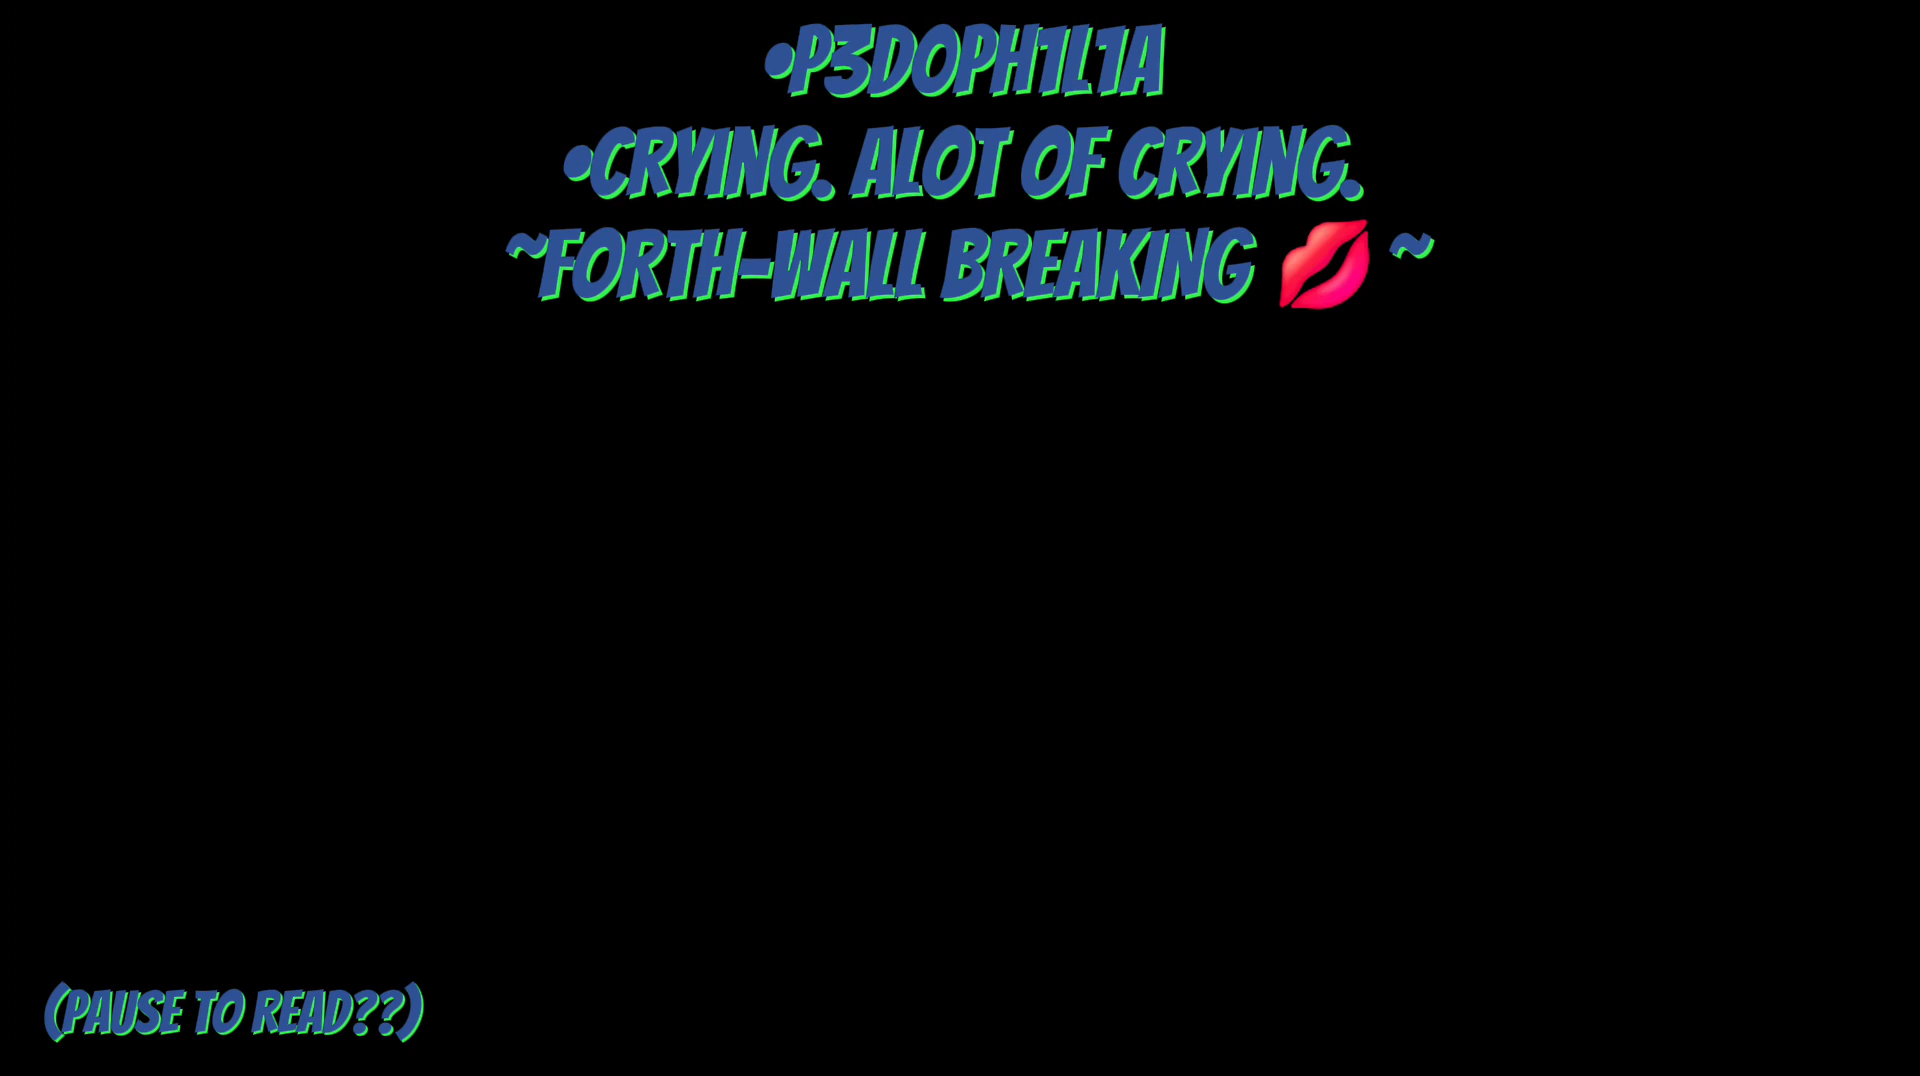 •P3DOPH1L1A
•CRYING. ALOT OF CRYING.
~FORTH-WALL BREAKING 💋 ~
(PAUSE TO READ??)